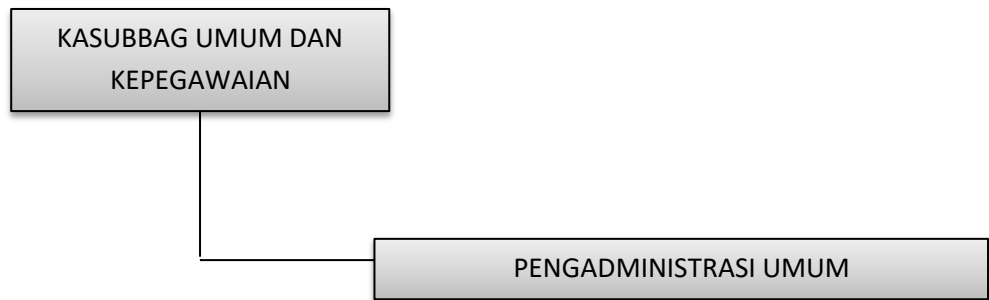 KASUBBAG UMUM DAN
KEPEGAWAIAN
PENGADMINISTRASI UMUM